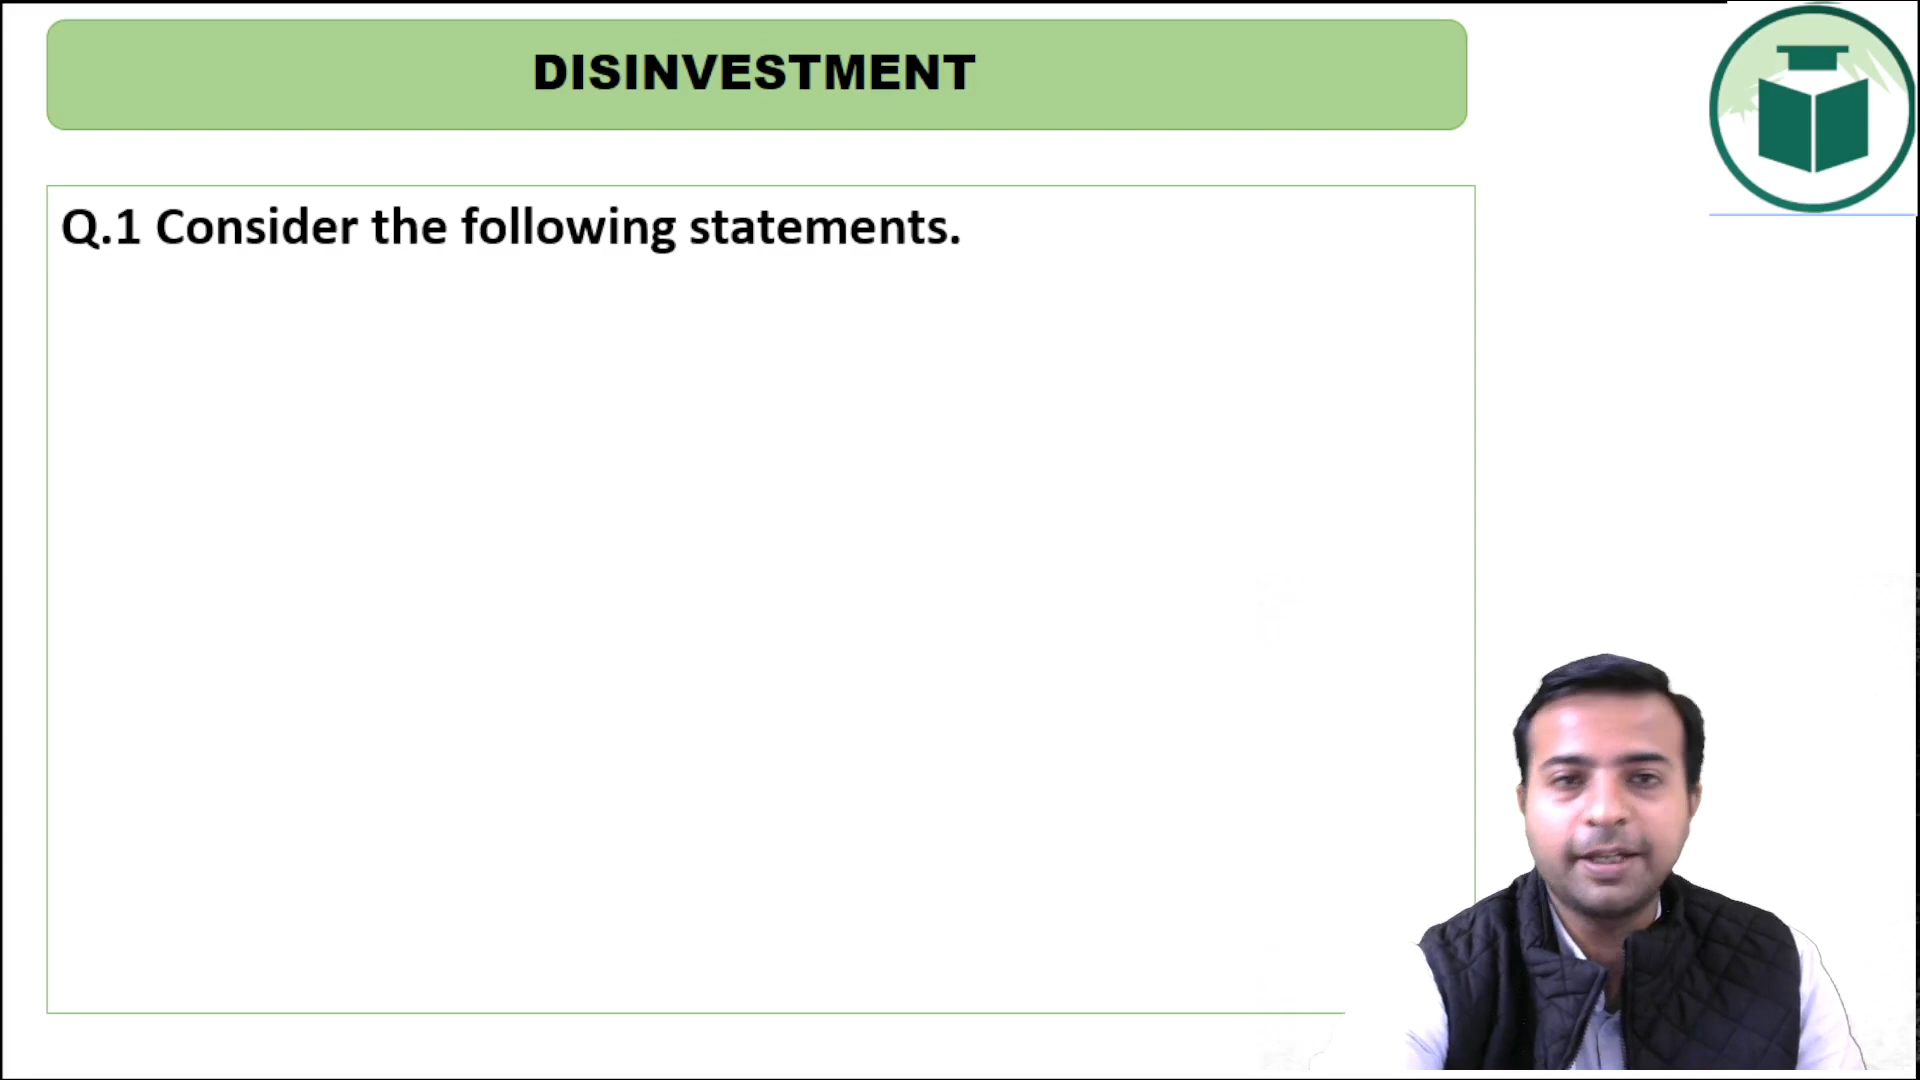 DISINVESTMENT
Q.1 Consider the following statements.